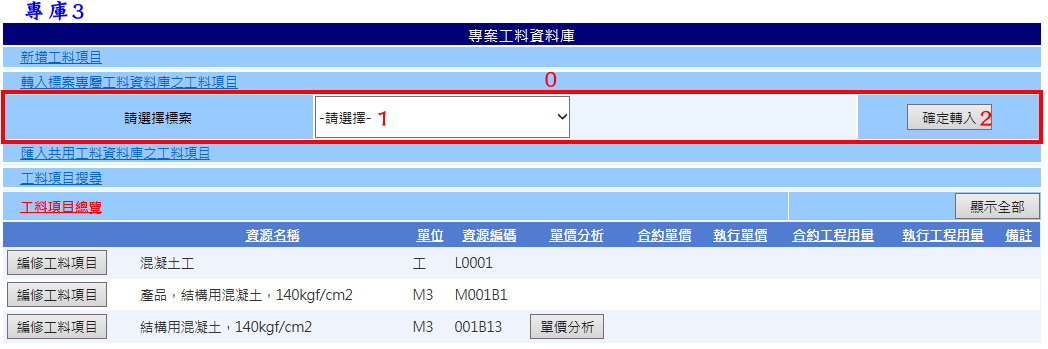 專庫3
專案工料資料庫
新增工料項目
轉入標案專屬工料資料庫之工料項目 0
請選擇標案 -請選擇- 1 確定轉入 2
匯入共用工料資料庫之工料項目
工料項目搜尋
工料項目總覽 顯示全部
資源名稱 單位 資源編碼 單價分析 合約單價 執行單價 合約工程用量 執行工程用量 備註
編修工料項目 混凝土工 工 L0001
編修工料項目 產品，結構用混凝土，140kgf/cm2 M3 M001B1
編修工料項目 結構用混凝土，140kgf/cm2 M3 001B13 單價分析